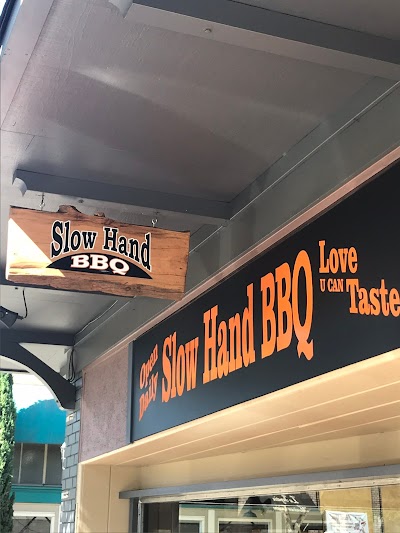 Slow Hand
BBQ
Open
Daily
Slow Hand BBQ
Love
U CAN
Taste